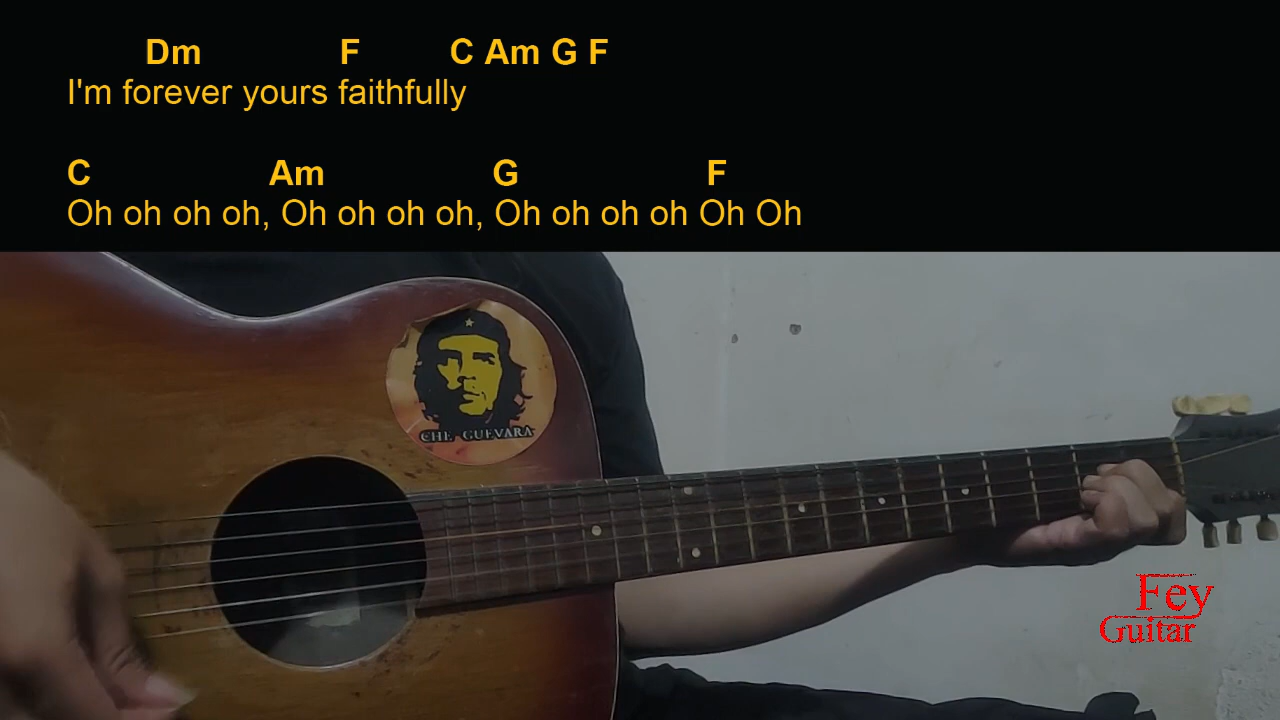 Dm F C Am G F
I'm forever yours faithfully
C Am G F
Oh oh oh oh, Oh oh oh oh, Oh oh oh oh Oh Oh
CHE GUEVARA
Fey
Guitar